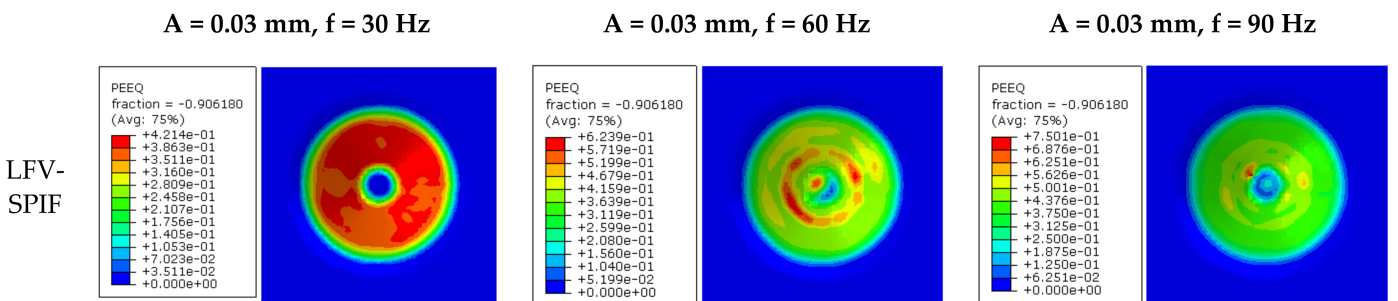 A = 0.03 mm, f = 30 Hz
A = 0.03 mm, f = 60 Hz
A = 0.03 mm, f = 90 Hz
LFV-
SPIF
PEEQ
fraction = -0.906180
(Avg: 75%)
+4.214e-01
+3.863e-01
+3.511e-01
+3.160e-01
+2.809e-01
+2.458e-01
+2.107e-01
+1.756e-01
+1.405e-01
+1.053e-01
+7.023e-02
+3.511e-02
+0.000e+00
PEEQ
fraction = -0.906180
(Avg: 75%)
+6.239e-01
+5.719e-01
+5.199e-01
+4.679e-01
+4.159e-01
+3.639e-01
+3.119e-01
+2.599e-01
+2.080e-01
+1.560e-01
+1.040e-01
+5.199e-02
+0.000e+00
PEEQ
fraction = -0.906180
(Avg: 75%)
+7.501e-01
+6.876e-01
+6.251e-01
+5.626e-01
+5.001e-01
+4.376e-01
+3.750e-01
+3.125e-01
+2.500e-01
+1.875e-01
+1.250e-01
+6.251e-02
+0.000e+00